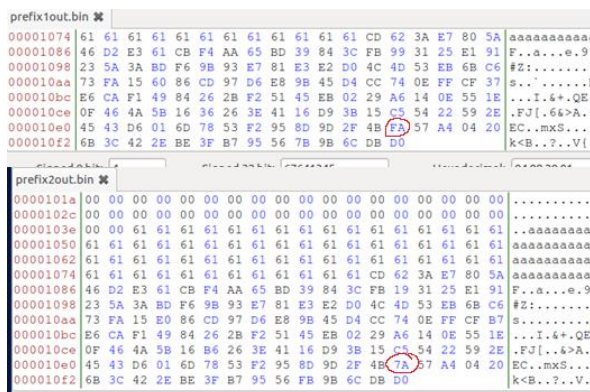 prefix1out.bin ✖
00001074 61 61 61 61 61 61 61 61 61 61 CD 62 3A E7 80 5A aaaaaaaaaa
00001086 46 D2 E3 61 CB F4 AA 65 BD 39 84 3C FB 99 31 25 E1 91 F..a...e.9
00001098 23 5A 3A BD F6 9B 93 E7 81 E3 E2 D0 4C 4D 53 EB 6B C6 #Z:.......
000010aa 73 FA 15 60 86 CD 97 D6 E8 9B 45 D4 CC 74 0E FF CF 37 s..`......
000010bc E6 CA F1 49 84 26 2B F2 51 45 EB 02 29 A6 14 0E 55 1E ...I.&+.QE
000010ce 0F 46 4A 5B 16 36 26 3E 41 16 D9 3B 15 C5 54 22 59 2E .FJ[.6&>A.
000010e0 45 43 D6 01 6D 78 53 F2 95 8D 9D 2F 4B FA 57 A4 04 20 EC..mxS...
000010f2 6B 3C 42 2E BE 3F B7 95 56 7B 9B 6C DB D0 k<B..?..V{
prefix2out.bin ✖
0000101a 00 00 00 00 00 00 00 00 00 00 00 00 00 00 00 00 00 00 ..........
0000102c 00 00 00 00 00 00 00 00 00 00 00 00 00 00 00 00 00 00 ..........
0000103e 00 00 61 61 61 61 61 61 61 61 61 61 61 61 61 61 61 61 ..aaaaaaaa
00001050 61 61 61 61 61 61 61 61 61 61 61 61 61 61 61 61 61 61 aaaaaaaaaa
00001062 61 61 61 61 61 61 61 61 61 61 61 61 61 61 61 61 61 61 aaaaaaaaaa
00001074 61 61 61 61 61 61 61 61 61 61 61 61 CD 62 3A E7 80 5A aaaaaaaaaa
00001086 46 D2 E3 61 CB F4 AA 65 BD 39 84 3C FB 19 31 25 E1 91 F..a...e.9
00001098 23 5A 3A BD F6 9B 93 E7 81 E3 E2 D0 4C 4D 53 EB 6B C6 #Z:.......
000010aa 73 FA 15 E0 86 CD 97 D6 E8 9B 45 D4 CC 74 0E FF CF B7 s.........
000010bc E6 CA F1 49 84 26 2B F2 51 45 EB 02 29 A6 14 0E 55 1E ...I.&+.QE
000010ce 0F 46 4A 5B 16 B6 26 3E 41 16 D9 3B 15 C5 54 22 59 2E .FJ[..&>A.
000010e0 45 43 D6 01 6D 78 53 F2 95 8D 9D 2F 4B 7A 57 A4 04 20 EC..mxS...
000010f2 6B 3C 42 2E BE 3F B7 95 56 FB 9B 6C DB D0 k<B..?..V.